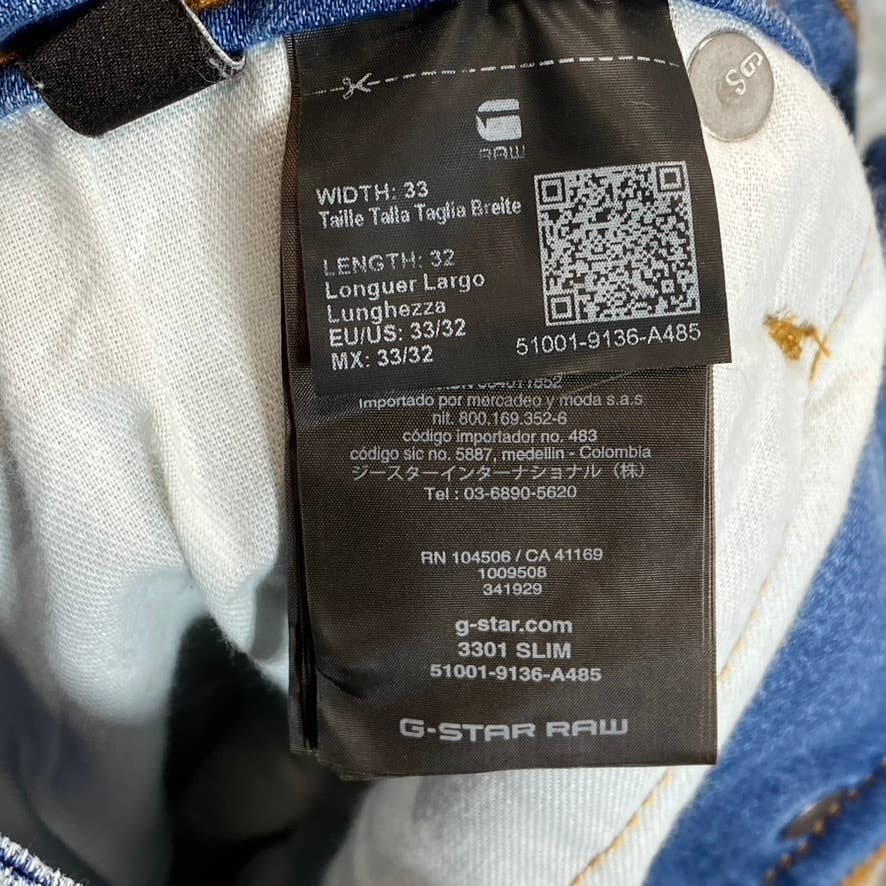 GS
RAW
WIDTH: 33
Taille Talla Taglia Breite
LENGTH: 32
Longuer Largo
Lunghezza
EU/US: 33/32
MX: 33/32
51001-9136-A485
Importado por mercadeo y moda s.a.s
nit. 800.169.352-6
código importador no. 483
código sic no. 5887, medellin - Colombia
ジースターインターナショナル（株）
Tel : 03-6890-5620
RN 104506 / CA 41169
1009508
341929
g-star.com
3301 SLIM
51001-9136-A485
G-STAR RAW